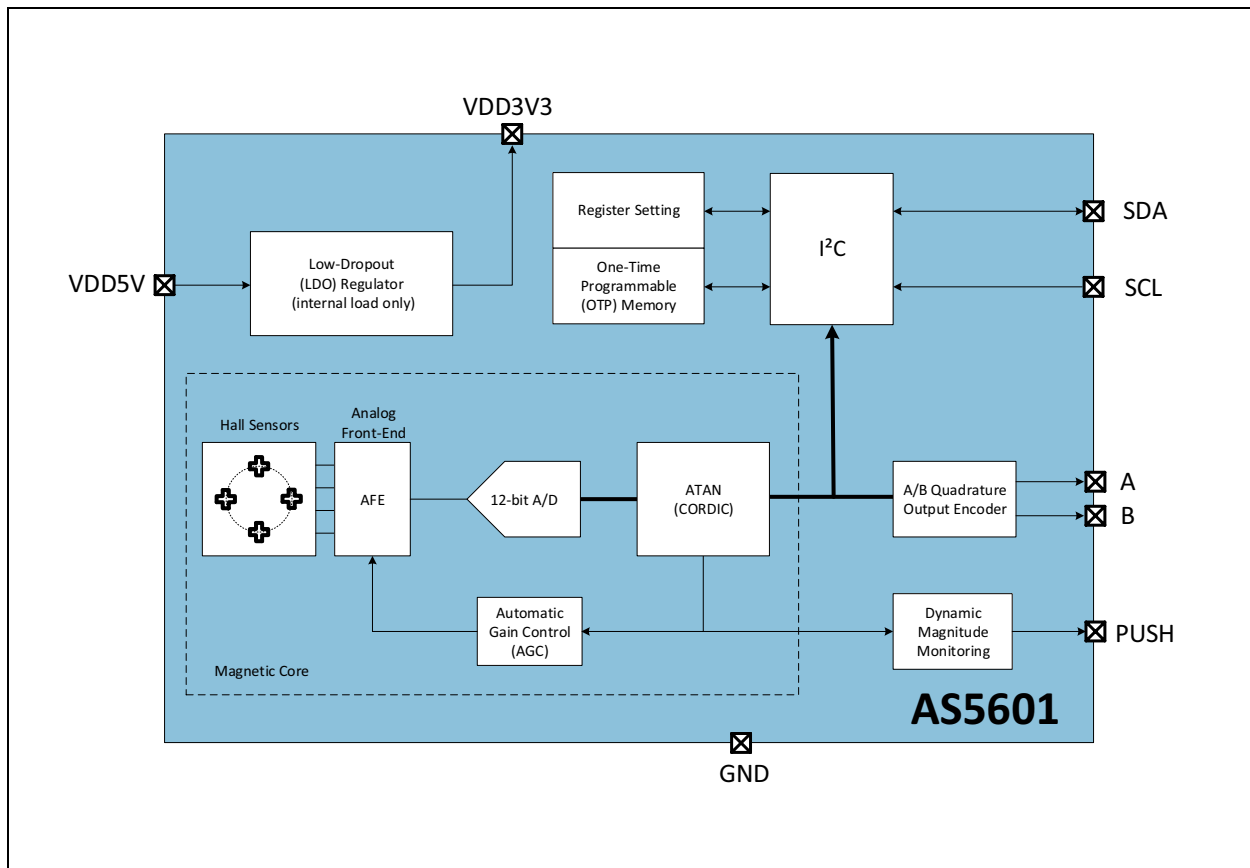 VDD3V3
VDD5V
Low-Dropout
(LDO) Regulator
(internal load only)
Register Setting
One-Time
Programmable
(OTP) Memory
I²C
SDA
SCL
Hall Sensors
Analog
Front-End
AFE
12-bit A/D
ATAN
(CORDIC)
A/B Quadrature
Output Encoder
A
B
Automatic
Gain Control
(AGC)
Dynamic
Magnitude
Monitoring
PUSH
Magnetic Core
AS5601
GND